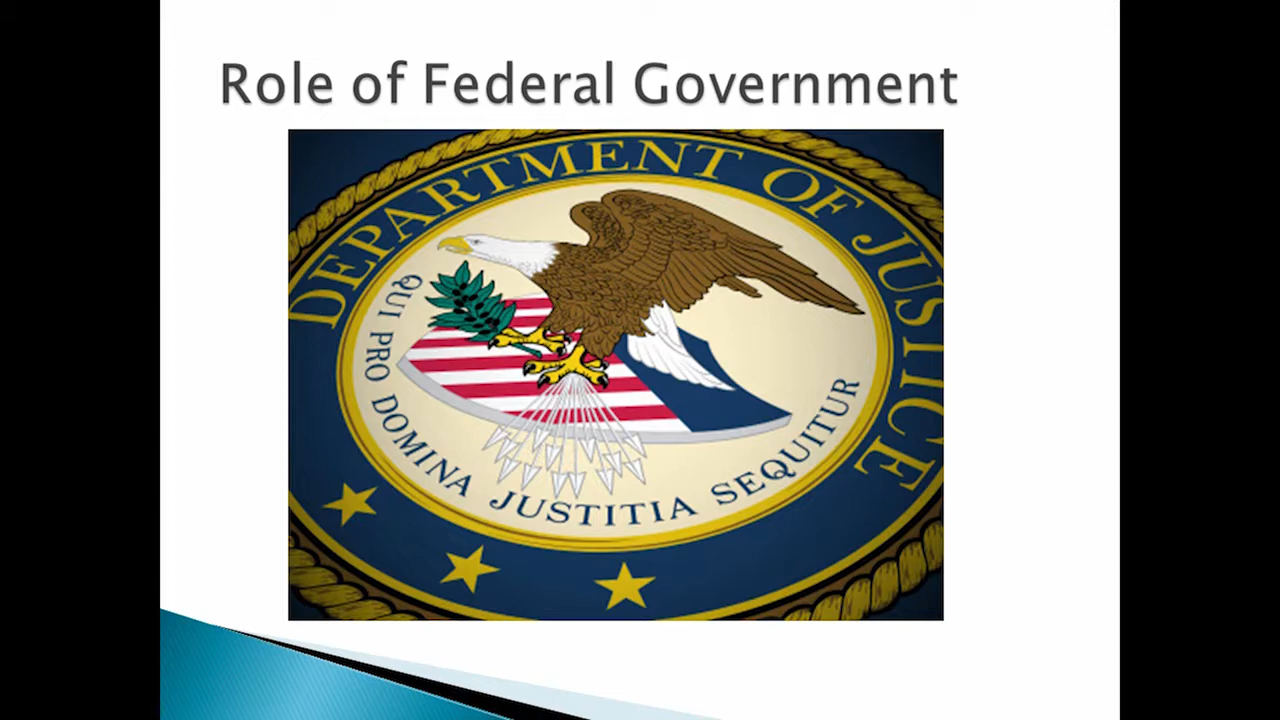 Role of Federal Government
DEPARTMENT OF JUSTICE
QUI PRO DOMINA JUSTITIA SEQUITUR